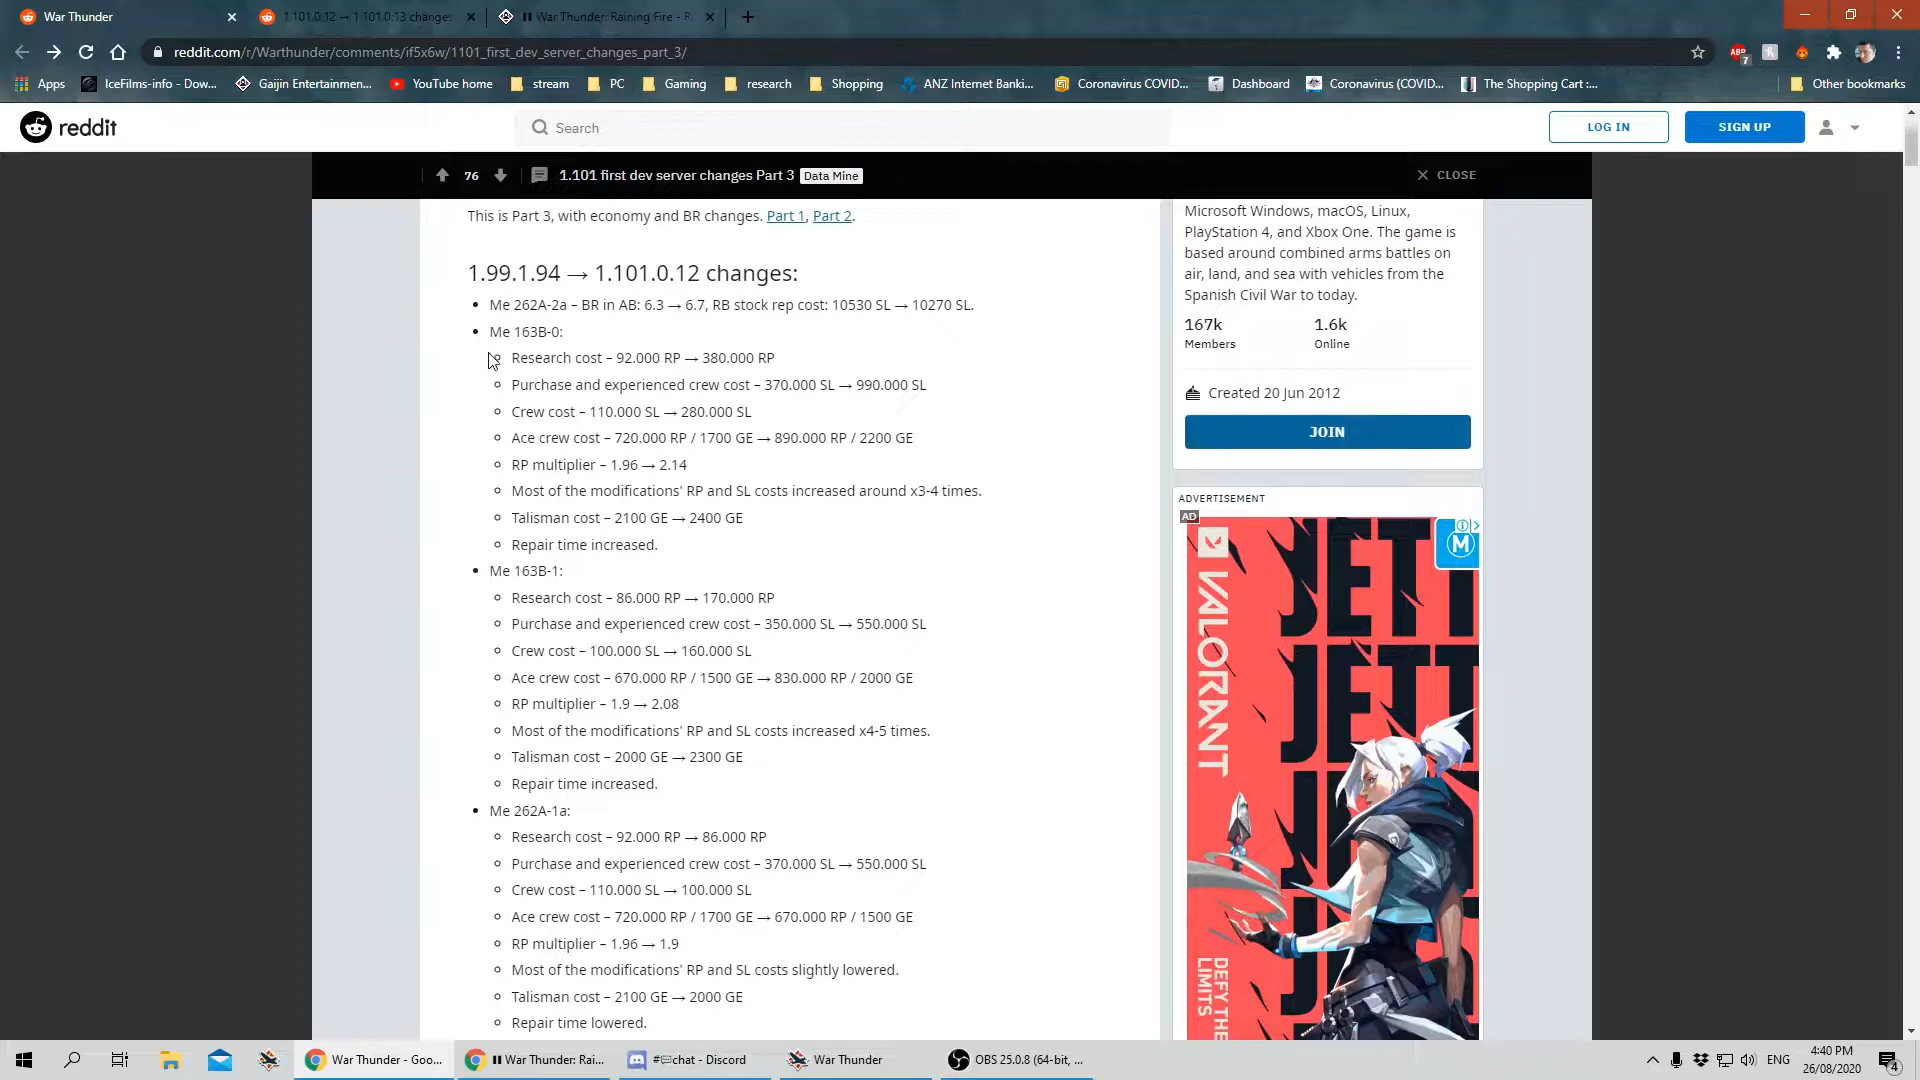 War Thunder
1.101.0.12 → 1.101.0.13 changes
War Thunder: Raining Fire - R
reddit.com/r/Warthunder/comments/if5x6w/1101_first_dev_server_changes_part_3/
ABP
7
Apps
IceFilms-info - Dow...
Gaijin Entertainmen...
YouTube home
stream
PC
Gaming
research
Shopping
ANZ Internet Banki...
Coronavirus COVID...
Dashboard
Coronavirus (COVID...
The Shopping Cart :...
Other bookmarks
reddit
Search
LOG IN
SIGN UP
76
1.101 first dev server changes Part 3
Data Mine
CLOSE
This is Part 3, with economy and BR changes. Part 1, Part 2.
1.99.1.94 → 1.101.0.12 changes:
• Me 262A-2a – BR in AB: 6.3 → 6.7, RB stock rep cost: 10530 SL → 10270 SL.
• Me 163B-0:
Research cost – 92.000 RP → 380.000 RP
Purchase and experienced crew cost – 370.000 SL → 990.000 SL
Crew cost – 110.000 SL → 280.000 SL
Ace crew cost – 720.000 RP / 1700 GE → 890.000 RP / 2200 GE
RP multiplier – 1.96 → 2.14
Most of the modifications' RP and SL costs increased around x3-4 times.
Talisman cost – 2100 GE → 2400 GE
Repair time increased.
• Me 163B-1:
Research cost – 86.000 RP → 170.000 RP
Purchase and experienced crew cost – 350.000 SL → 550.000 SL
Crew cost – 100.000 SL → 160.000 SL
Ace crew cost – 670.000 RP / 1500 GE → 830.000 RP / 2000 GE
RP multiplier – 1.9 → 2.08
Most of the modifications' RP and SL costs increased x4-5 times.
Talisman cost – 2000 GE → 2300 GE
Repair time increased.
• Me 262A-1a:
Research cost – 92.000 RP → 86.000 RP
Purchase and experienced crew cost – 370.000 SL → 550.000 SL
Crew cost – 110.000 SL → 100.000 SL
Ace crew cost – 720.000 RP / 1700 GE → 670.000 RP / 1500 GE
RP multiplier – 1.96 → 1.9
Most of the modifications' RP and SL costs slightly lowered.
Talisman cost – 2100 GE → 2000 GE
Repair time lowered.
Microsoft Windows, macOS, Linux,
PlayStation 4, and Xbox One. The game is
based around combined arms battles on
air, land, and sea with vehicles from the
Spanish Civil War to today.
167k
Members
1.6k
Online
Created 20 Jun 2012
JOIN
ADVERTISEMENT
AD
M
VALORANT
JETT
JETT
DEFY THE
LIMITS
War Thunder - Goo...
War Thunder: Rai...
#chat - Discord
War Thunder
OBS 25.0.8 (64-bit, ...
ENG
4:40 PM
26/08/2020
4